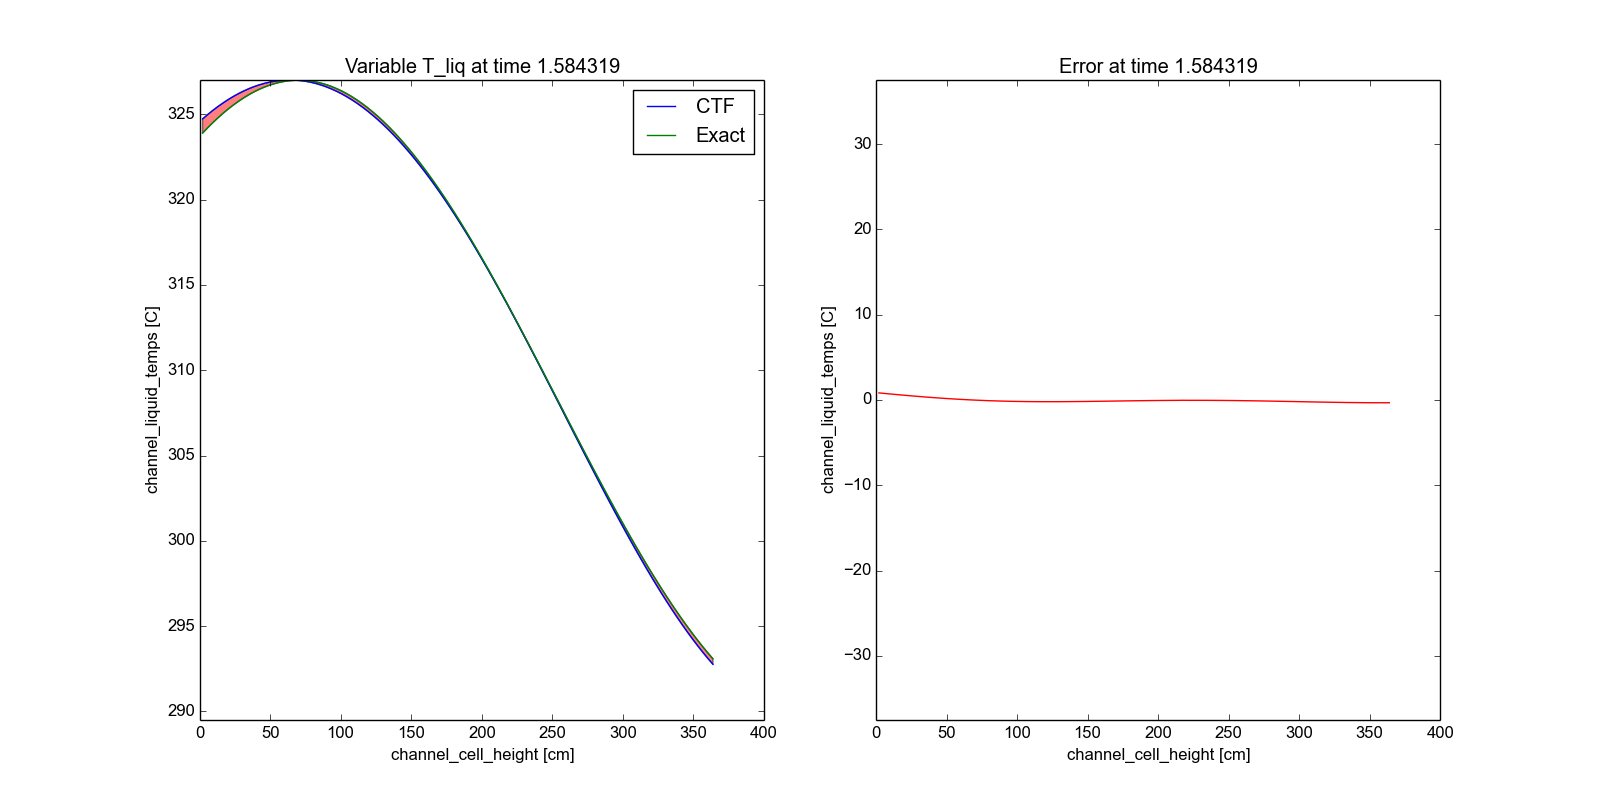 Variable T_liq at time 1.584319
CTF
Exact
325
320
315
310
305
300
295
290
0 50 100 150 200 250 300 350 400
channel_cell_height [cm]
channel_liquid_temps [C]
Error at time 1.584319
30
20
10
0
−10
−20
−30
0 50 100 150 200 250 300 350 400
channel_cell_height [cm]
channel_liquid_temps [C]